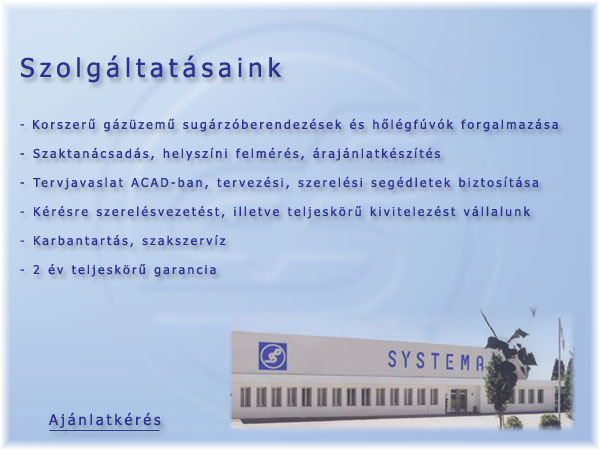 Szolgáltatásaink
- Korszerű gázüzemű sugárzóberendezések és hőlégfúvók forgalmazása
- Szaktanácsadás, helyszíni felmérés, árajánlatkészítés
- Tervjavaslat ACAD-ban, tervezési, szerelési segédletek biztosítása
- Kérésre szerelésvezetést, illetve teljeskörű kivitelezést vállalunk
- Karbantartás, szakszervíz
- 2 év teljeskörű garancia
SYSTEMA
Ajánlatkérés